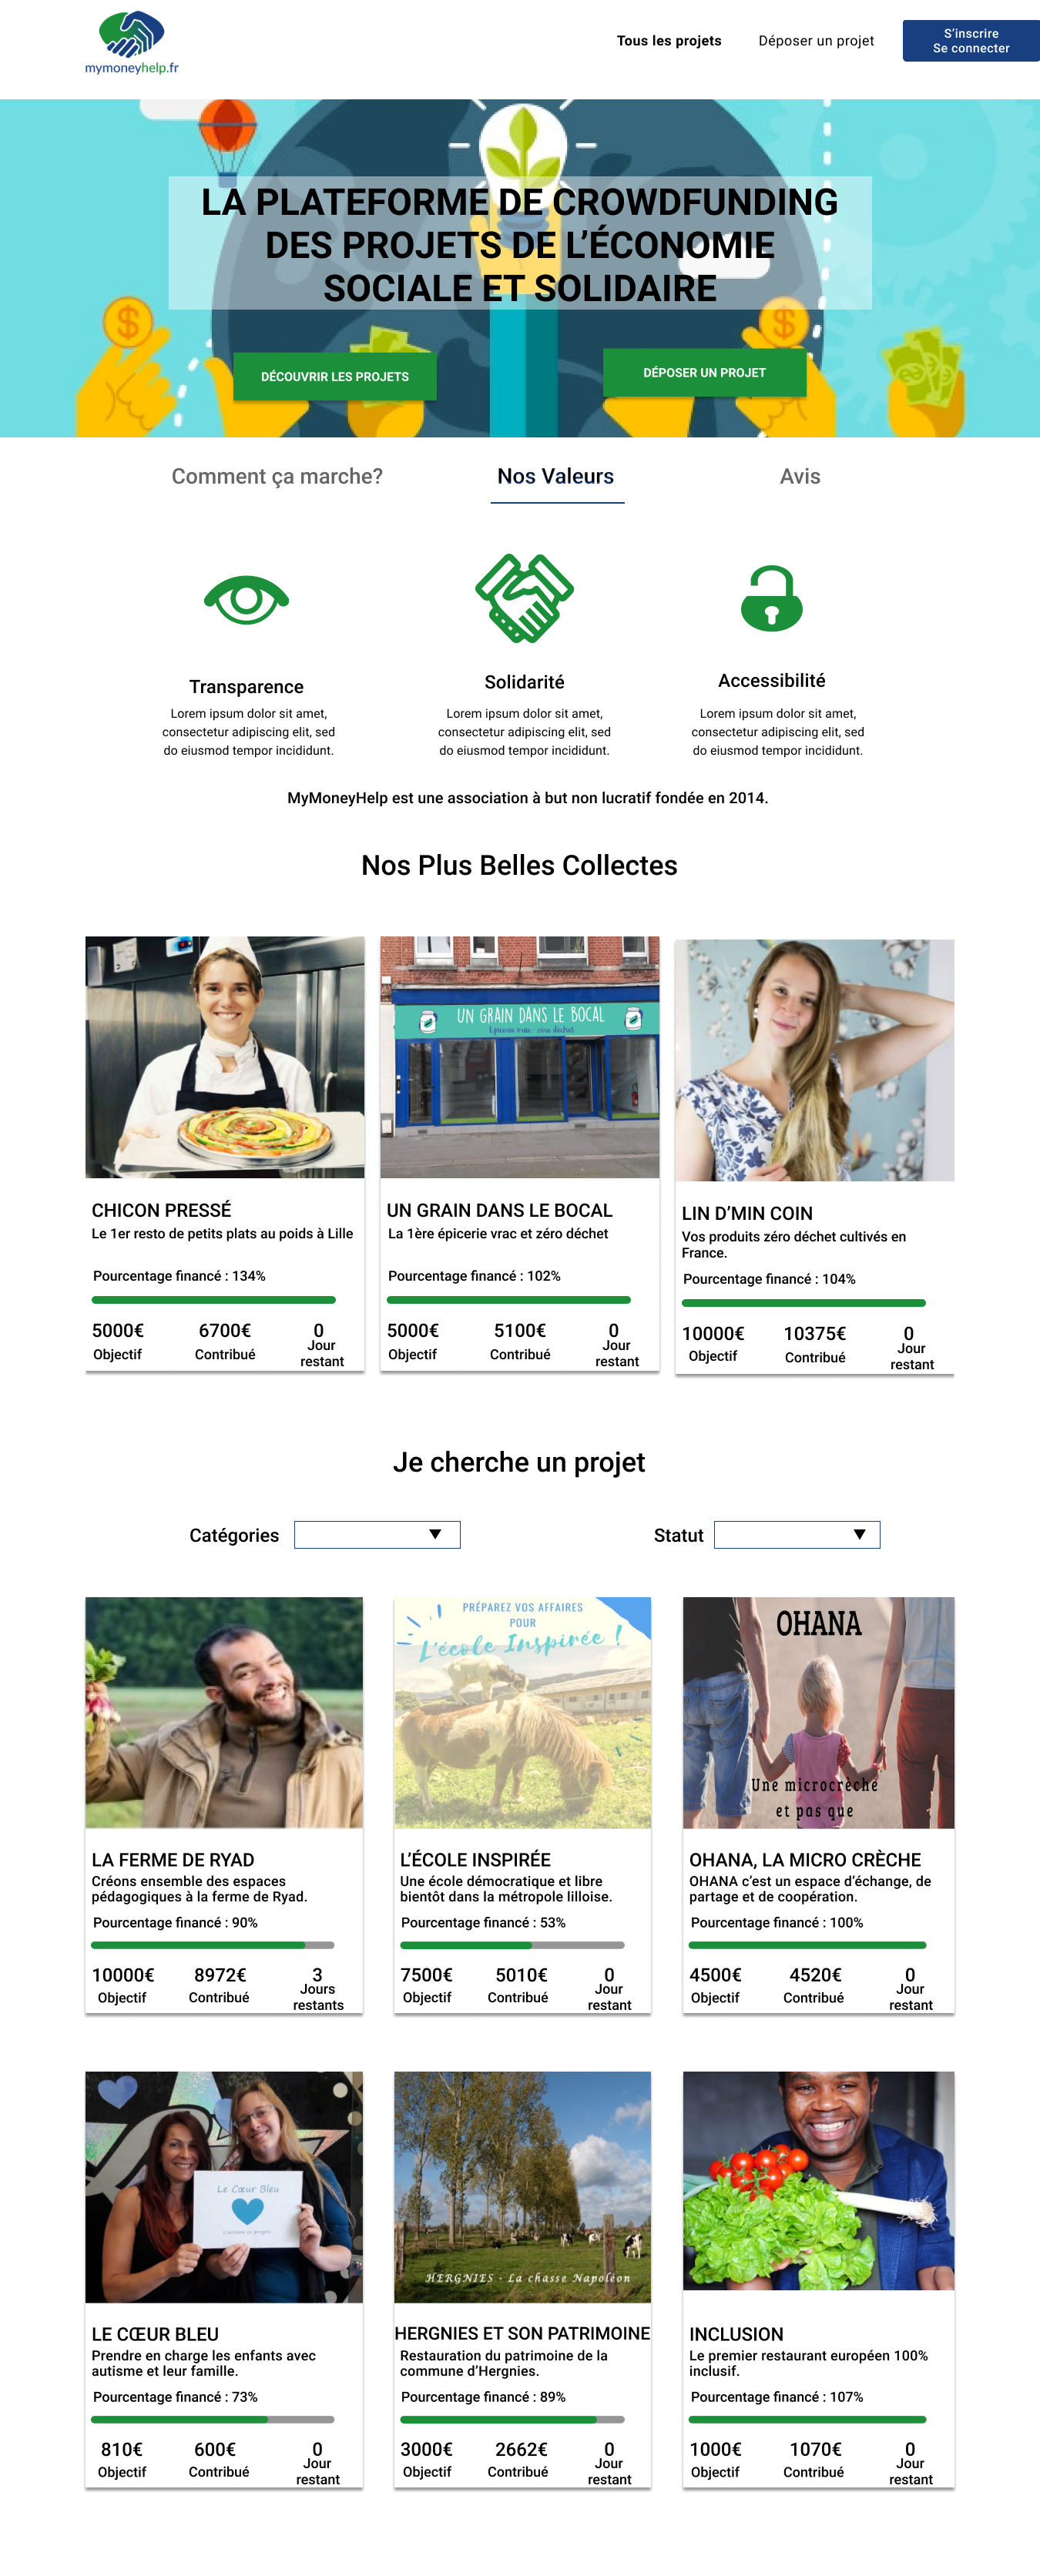 mymoneyhelp.fr
Tous les projets
Déposer un projet
S’inscrire
Se connecter
LA PLATEFORME DE CROWDFUNDING
DES PROJETS DE L’ÉCONOMIE
SOCIALE ET SOLIDAIRE
DÉCOUVRIR LES PROJETS
DÉPOSER UN PROJET
Comment ça marche?
Nos Valeurs
Avis
Transparence
Lorem ipsum dolor sit amet,
consectetur adipiscing elit, sed
do eiusmod tempor incididunt.
Solidarité
Lorem ipsum dolor sit amet,
consectetur adipiscing elit, sed
do eiusmod tempor incididunt.
Accessibilité
Lorem ipsum dolor sit amet,
consectetur adipiscing elit, sed
do eiusmod tempor incididunt.
MyMoneyHelp est une association à but non lucratif fondée en 2014.
Nos Plus Belles Collectes
CHICON PRESSÉ
Le 1er resto de petits plats au poids à Lille
Pourcentage financé : 134%
5000€
6700€
0
Objectif
Contribué
Jour
restant
UN GRAIN DANS LE BOCAL
Epicerie vrac - zéro déchet
UN GRAIN DANS LE BOCAL
La 1ère épicerie vrac et zéro déchet
Pourcentage financé : 102%
5000€
5100€
0
Objectif
Contribué
Jour
restant
LIN D’MIN COIN
Vos produits zéro déchet cultivés en
France.
Pourcentage financé : 104%
10000€
10375€
0
Objectif
Contribué
Jour
restant
Je cherche un projet
Catégories
Statut
LA FERME DE RYAD
Créons ensemble des espaces
pédagogiques à la ferme de Ryad.
Pourcentage financé : 90%
10000€
8972€
3
Objectif
Contribué
Jours
restants
PRÉPAREZ VOS AFFAIRES
POUR
L'école Inspirée !
L’ÉCOLE INSPIRÉE
Une école démocratique et libre
bientôt dans la métropole lilloise.
Pourcentage financé : 53%
7500€
5010€
0
Objectif
Contribué
Jour
restant
OHANA
Une microcrèche
et pas que
OHANA, LA MICRO CRÈCHE
OHANA c’est un espace d’échange, de
partage et de coopération.
Pourcentage financé : 100%
4500€
4520€
0
Objectif
Contribué
Jour
restant
Le Cœur Bleu
LE CŒUR BLEU
Prendre en charge les enfants avec
autisme et leur famille.
Pourcentage financé : 73%
810€
600€
0
Objectif
Contribué
Jour
restant
HERGNIES - La chasse Napoléon
HERGNIES ET SON PATRIMOINE
Restauration du patrimoine de la
commune d’Hergnies.
Pourcentage financé : 89%
3000€
2662€
0
Objectif
Contribué
Jour
restant
INCLUSION
Le premier restaurant européen 100%
inclusif.
Pourcentage financé : 107%
1000€
1070€
0
Objectif
Contribué
Jour
restant